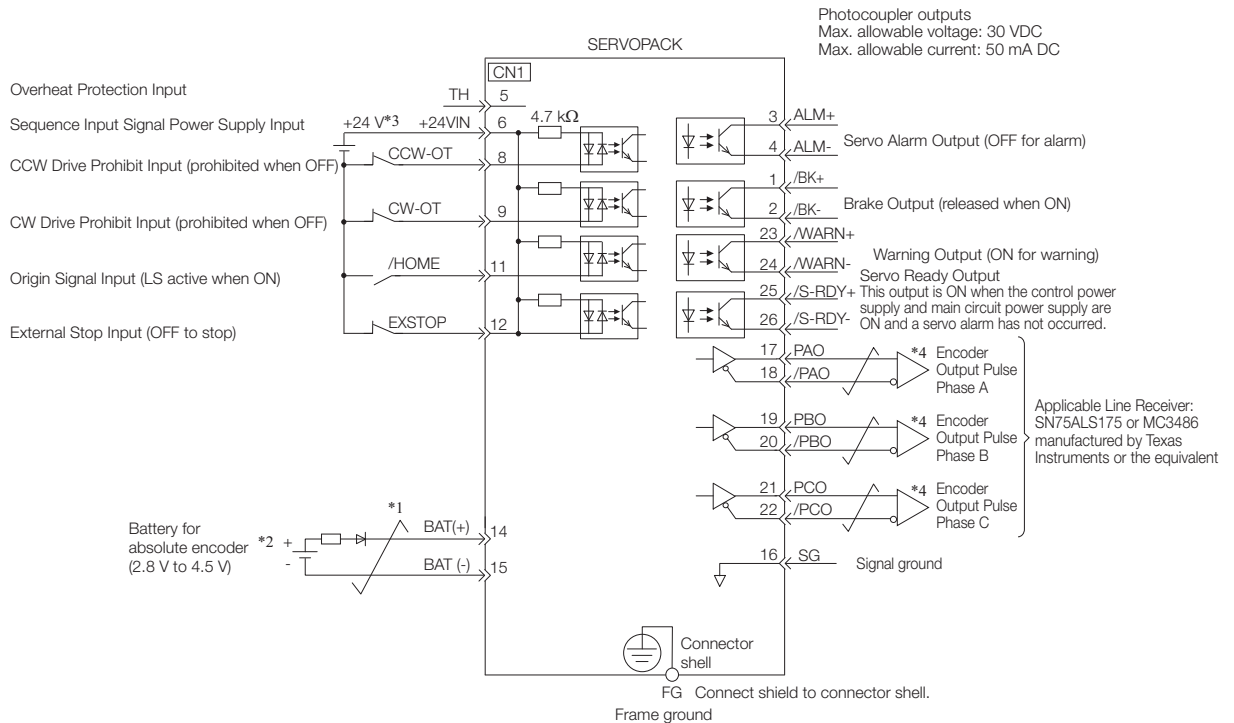 Photocoupler outputs
Max. allowable voltage: 30 VDC
Max. allowable current: 50 mA DC
SERVOPACK
CN1
Overheat Protection Input
TH 5
Sequence Input Signal Power Supply Input
+24 V*3 +24VIN 6
4.7 kΩ
CCW Drive Prohibit Input (prohibited when OFF)
CCW-OT 8
CW Drive Prohibit Input (prohibited when OFF)
CW-OT 9
Origin Signal Input (LS active when ON)
/HOME 11
External Stop Input (OFF to stop)
EXSTOP 12
3 ALM+
4 ALM-
Servo Alarm Output (OFF for alarm)
1 /BK+
2 /BK-
Brake Output (released when ON)
23 /WARN+
24 /WARN-
Warning Output (ON for warning)
Servo Ready Output
25 /S-RDY+
This output is ON when the control power
supply and main circuit power supply are
26 /S-RDY-
ON and a servo alarm has not occurred.
17 PAO
18 /PAO
*4 Encoder
Output Pulse
Phase A
19 PBO
20 /PBO
*4 Encoder
Output Pulse
Phase B
21 PCO
22 /PCO
*4 Encoder
Output Pulse
Phase C
Applicable Line Receiver:
SN75ALS175 or MC3486
manufactured by Texas
Instruments or the equivalent
16 SG
Signal ground
Battery for
absolute encoder
(2.8 V to 4.5 V)
*2 +
-
*1
BAT(+) 14
BAT (-) 15
Connector
shell
FG Connect shield to connector shell.
Frame ground